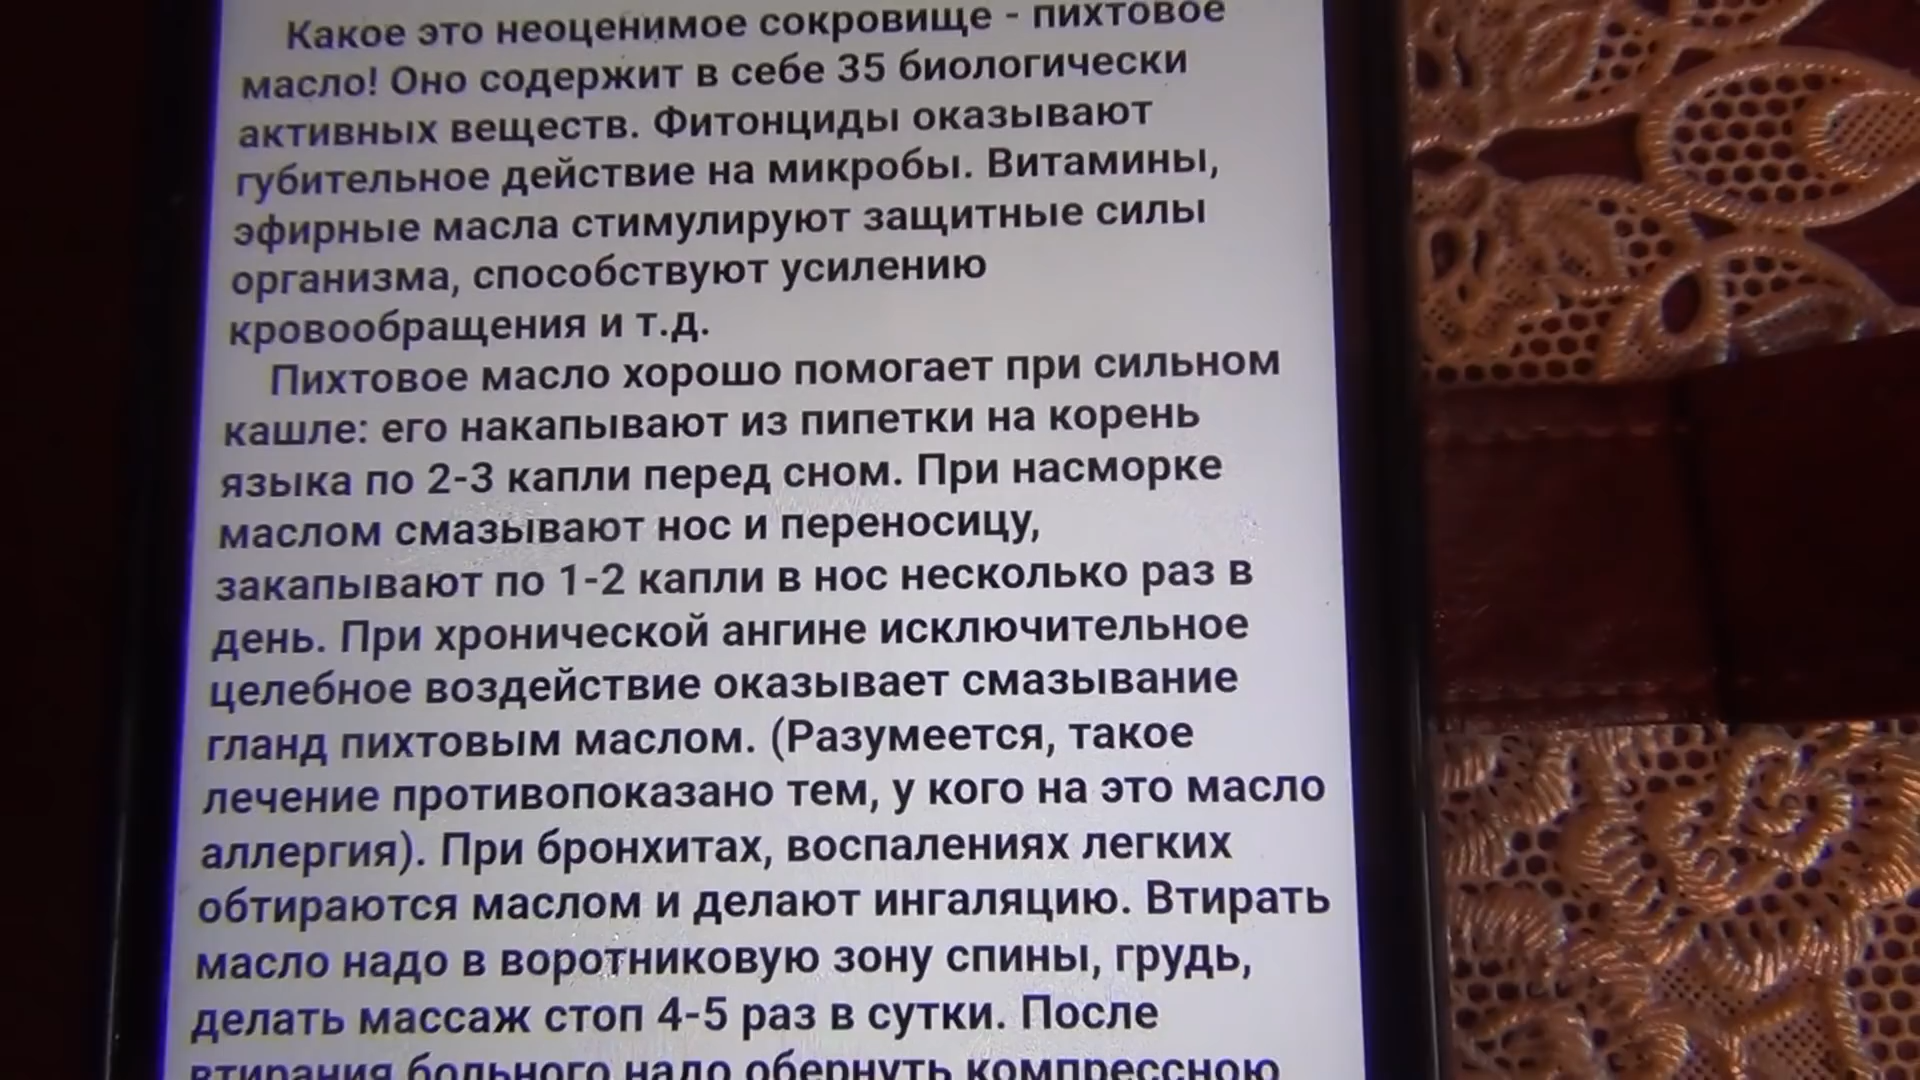 Какое это неоценимое сокровище - пихтовое
масло! Оно содержит в себе 35 биологически
активных веществ. Фитонциды оказывают
губительное действие на микробы. Витамины,
эфирные масла стимулируют защитные силы
организма, способствуют усилению
кровообращения и т.д.
Пихтовое масло хорошо помогает при сильном
кашле: его накапывают из пипетки на корень
языка по 2-3 капли перед сном. При насморке
маслом смазывают нос и переносицу,
закапывают по 1-2 капли в нос несколько раз в
день. При хронической ангине исключительное
целебное воздействие оказывает смазывание
гланд пихтовым маслом. (Разумеется, такое
лечение противопоказано тем, у кого на это масло
аллергия). При бронхитах, воспалениях легких
обтираются маслом и делают ингаляцию. Втирать
масло надо в воротниковую зону спины, грудь,
делать массаж стоп 4-5 раз в сутки. После
втирания больного надо обернуть компрессною